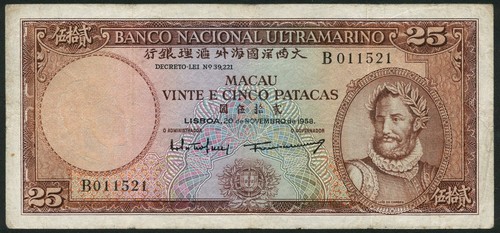 伍拾貳 BANCO NACIONAL ULTRAMARINO 25
行銀理滙外海國洋西大
DECRETO-LEI Nº 39,221 B011521
MACAU
VINTE E CINCO PATACAS
圓伍拾貳
LISBOA, 20 de NOVEMBRO de 1958.
O ADMINISTRADOR O GOVERNADOR
B011521
25 伍拾貳